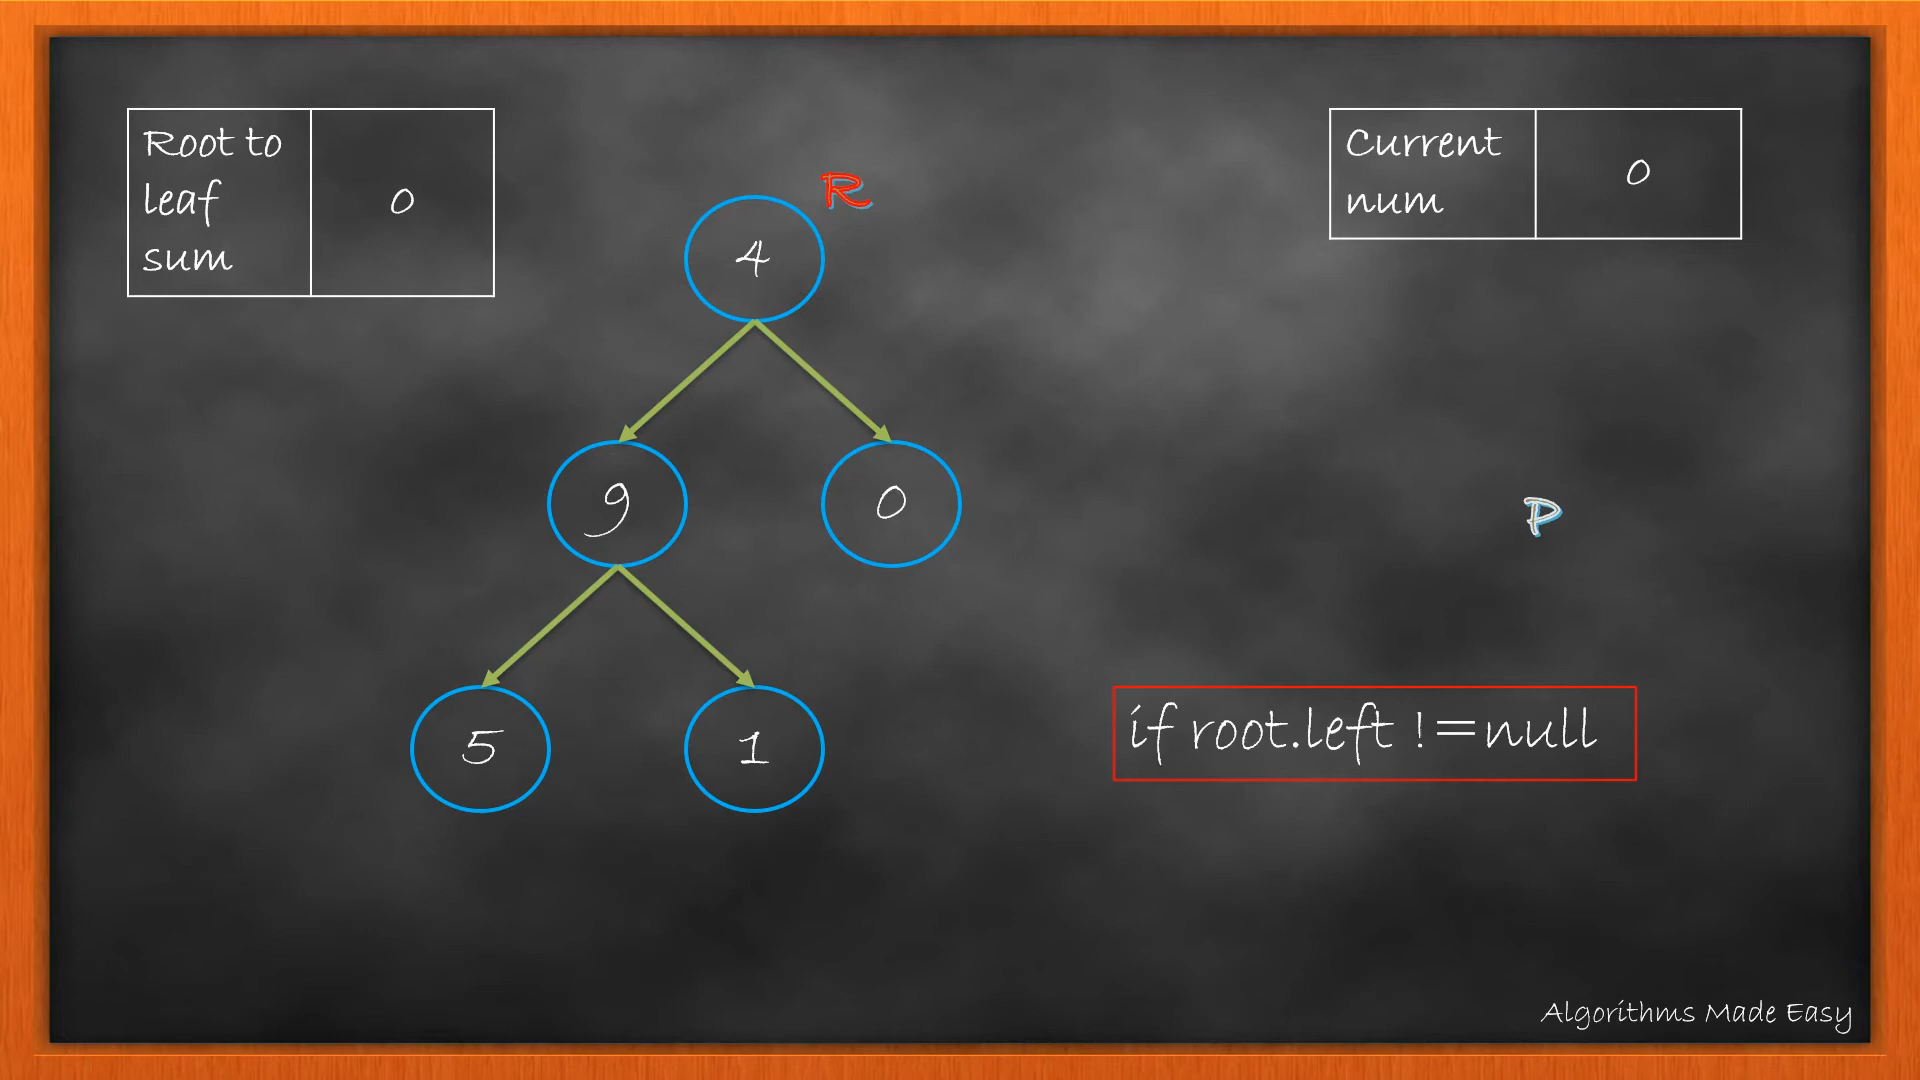 Root to
leaf
sum
0
Current
num
0
R
4
9
0
P
5
1
if root.left !=null
Algorithms Made Easy